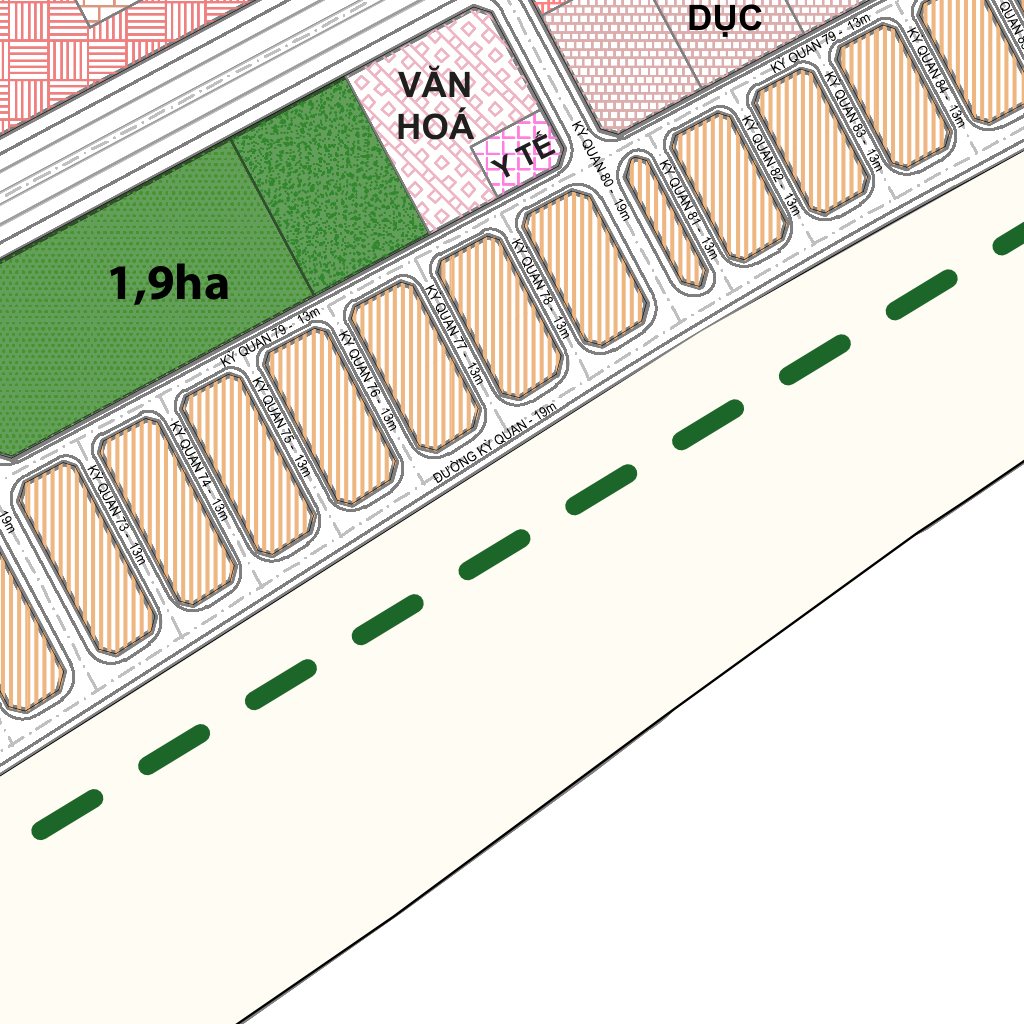 DỤC
KỲ QUAN 79 - 13m
KỲ QUAN 84 - 13m
VĂN
HOÁ
KỲ QUAN 83 - 13m
KỲ QUAN 82 - 13m
Y TẾ
KỲ QUAN 80 - 19m
KỲ QUAN 81 - 13m
1,9ha
KỲ QUAN 78 - 13m
KỲ QUAN 77 - 13m
KỲ QUAN 79 - 13m
KỲ QUAN 76 - 13m
KỲ QUAN 75 - 13m
ĐƯỜNG KỲ QUAN - 19m
KỲ QUAN 74 - 13m
KỲ QUAN 73 - 13m
19m